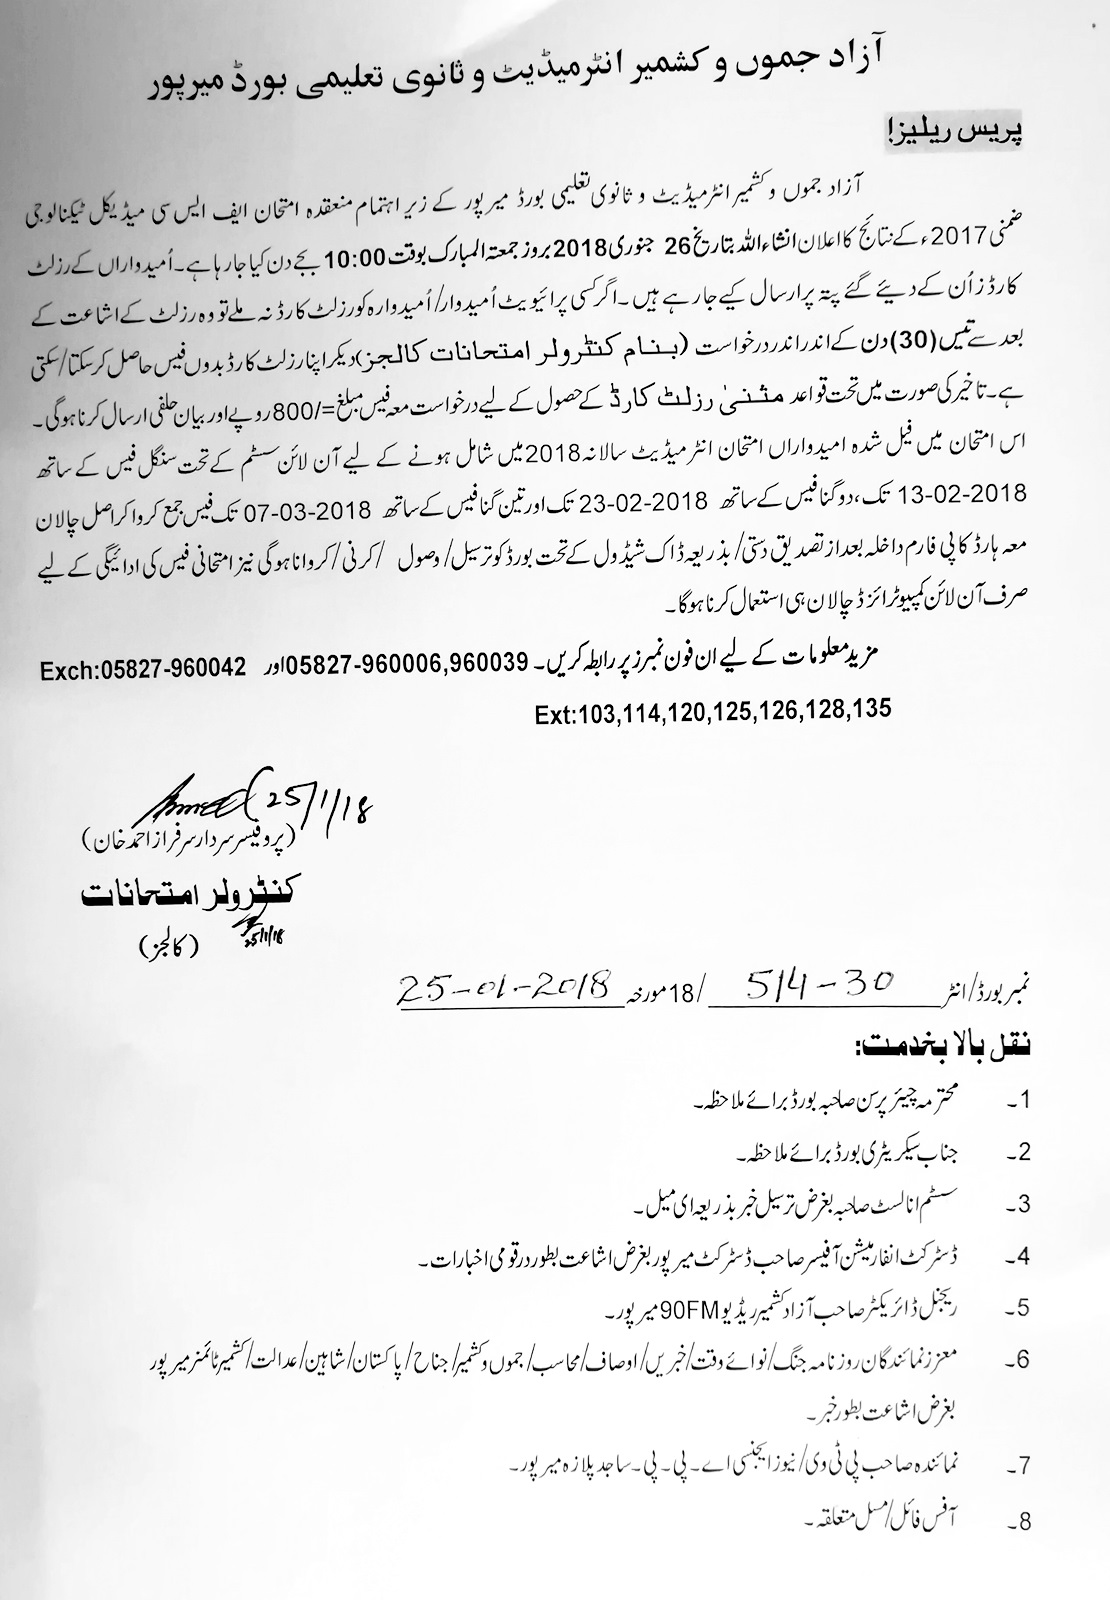 آزاد جموں و کشمیر انٹرمیڈیٹ و ثانوی تعلیمی بورڈ میرپور
پریس ریلیز!
آزاد جموں و کشمیر انٹرمیڈیٹ و ثانوی تعلیمی بورڈ میرپور کے زیر اہتمام منعقدہ امتحان ایف ایس سی میڈیکل ٹیکنالوجی
ضمنی 2017ء کے نتائج کا اعلان انشاء اللہ بتاریخ 26 جنوری 2018 بروز جمعۃ المبارک بوقت 10:00 بجے دن کیا جا رہا ہے۔ اُمیدواراں کے رزلٹ
کارڈز اُن کے دیئے گئے پتہ پر ارسال کیے جا رہے ہیں۔ اگر کسی پرائیویٹ اُمیدوار/اُمیدوارہ کو رزلٹ کارڈ نہ ملے تو وہ رزلٹ کے اشاعت کے
بعد سے تیس (30) دن کے اندر اندر درخواست (بنام کنٹرولر امتحانات کالجز) دیکر اپنا رزلٹ کارڈ بدوں فیس حاصل کر سکتا/سکتی
ہے۔ تاخیر کی صورت میں تحت قواعد مثنیٰ رزلٹ کارڈ کے حصول کے لیے درخواست معہ فیس مبلغ =/800 روپے اور بیان حلفی ارسال کرنا ہوگی۔
اس امتحان میں فیل شدہ امیدواراں امتحان انٹرمیڈیٹ سالانہ 2018 میں شامل ہونے کے لیے آن لائن سسٹم کے تحت سنگل فیس کے ساتھ
13-02-2018 تک، دو گنا فیس کے ساتھ 23-02-2018 تک اور تین گنا فیس کے ساتھ 07-03-2018 تک فیس جمع کروا کر اصل چالان
معہ ہارڈ کاپی فارم داخلہ بعد از تصدیق دستی/بذریعہ ڈاک شیڈول کے تحت بورڈ کو ترسیل/وصول /کرنی/کروانا ہوگی نیز امتحانی فیس کی ادائیگی کے لیے
صرف آن لائن کمپیوٹرائزڈ چالان ہی استعمال کرنا ہوگا۔
مزید معلومات کے لیے ان فون نمبرز پر رابطہ کریں۔ 05827-960006,960039 اور Exch:05827-960042
Ext:103,114,120,125,126,128,135
25/1/18
(پروفیسر سردار سرفراز احمد خان)
کنٹرولر امتحانات
(کالجز)
25/1/18
نمبر بورڈ/انٹر 514-30 /18 مورخہ 25-01-2018
نقل بالا بخدمت:
1۔ محترمہ چیئرپرسن صاحبہ بورڈ برائے ملاحظہ۔
2۔ جناب سیکریٹری بورڈ برائے ملاحظہ۔
3۔ سسٹم انالسٹ صاحبہ بغرض ترسیل خبر بذریعہ ای میل۔
4۔ ڈسٹرکٹ انفارمیشن آفیسر صاحب ڈسٹرکٹ میرپور بغرض اشاعت بطور در قومی اخبارات۔
5۔ ریجنل ڈائریکٹر صاحب آزاد کشمیر ریڈیو 90FM میرپور۔
6۔ معزز نمائندگان روزنامہ جنگ/نوائے وقت/خبریں/اوصاف/محاسب/جموں و کشمیر/جناح/پاکستان/شاہین/عدالت/کشمیر ٹائمز میرپور
بغرض اشاعت بطور خبر۔
7۔ نمائندہ صاحب پی ٹی وی/نیوز ایجنسی اے۔ پی۔ پی۔ ساجد پلازہ میرپور۔
8۔ آفس فائل/مسل متعلقہ۔